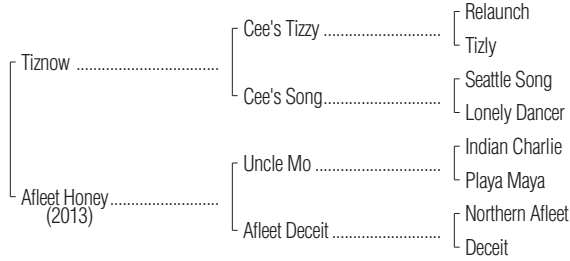 Relaunch
Cee's Tizzy ........................
Tizly
Tiznow ..............................
Seattle Song
Cee's Song........................
Lonely Dancer
Indian Charlie
Uncle Mo .........................
Playa Maya
Afleet Honey.......................
(2013)
Northern Afleet
Afleet Deceit .....................
Deceit